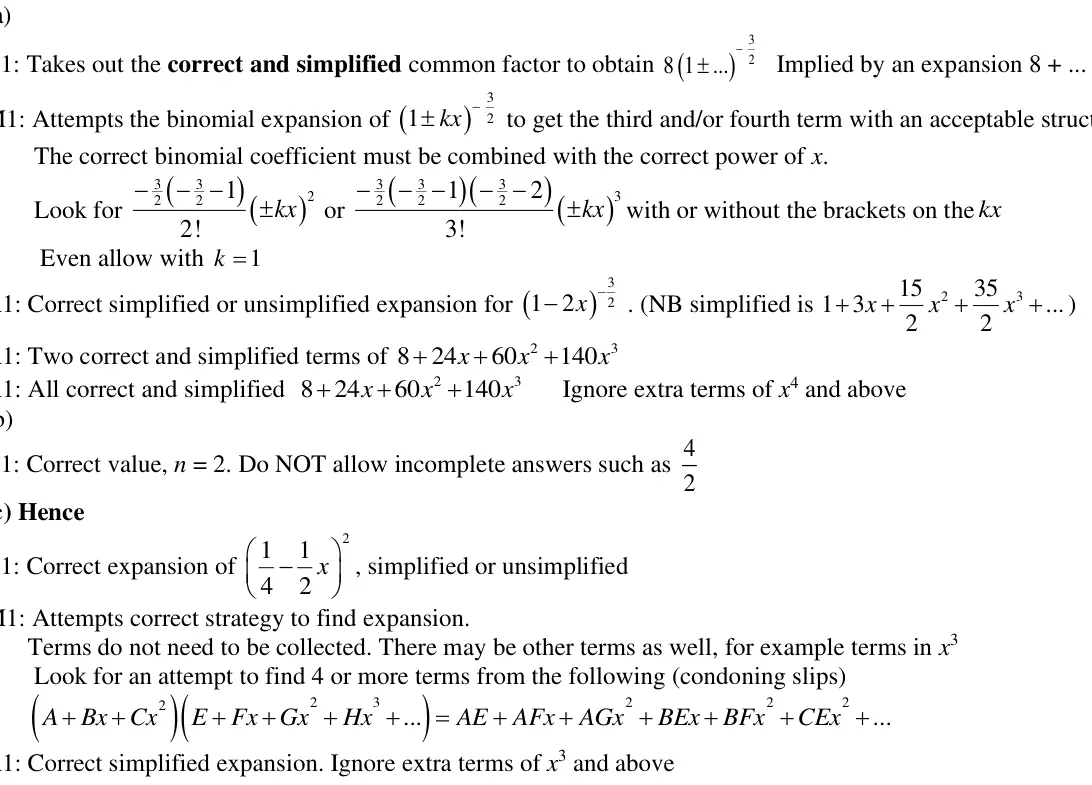 a)
1: Takes out the correct and simplified common factor to obtain 8(1±...)^(-3/2) Implied by an expansion 8 + ...
M1: Attempts the binomial expansion of (1±kx)^(-3/2) to get the third and/or fourth term with an acceptable struct
The correct binomial coefficient must be combined with the correct power of x.
Look for (-3/2(-3/2-1))/2! (±kx)^2 or (-3/2(-3/2-1)(-3/2-2))/3! (±kx)^3 with or without the brackets on the kx
Even allow with k = 1
1: Correct simplified or unsimplified expansion for (1-2x)^(-3/2) . (NB simplified is 1+3x+15/2 x^2+35/2 x^3+...)
1: Two correct and simplified terms of 8+24x+60x^2+140x^3
1: All correct and simplified 8+24x+60x^2+140x^3 Ignore extra terms of x^4 and above
b)
1: Correct value, n = 2. Do NOT allow incomplete answers such as 4/2
c) Hence
1: Correct expansion of (1/4 - 1/2 x)^2, simplified or unsimplified
M1: Attempts correct strategy to find expansion.
Terms do not need to be collected. There may be other terms as well, for example terms in x^3
Look for an attempt to find 4 or more terms from the following (condoning slips)
(A+Bx+Cx^2)(E+Fx+Gx^2+Hx^3+...)=AE+AFx+AGx^2+BEx+BFx^2+CEx^2+...
1: Correct simplified expansion. Ignore extra terms of x^3 and above